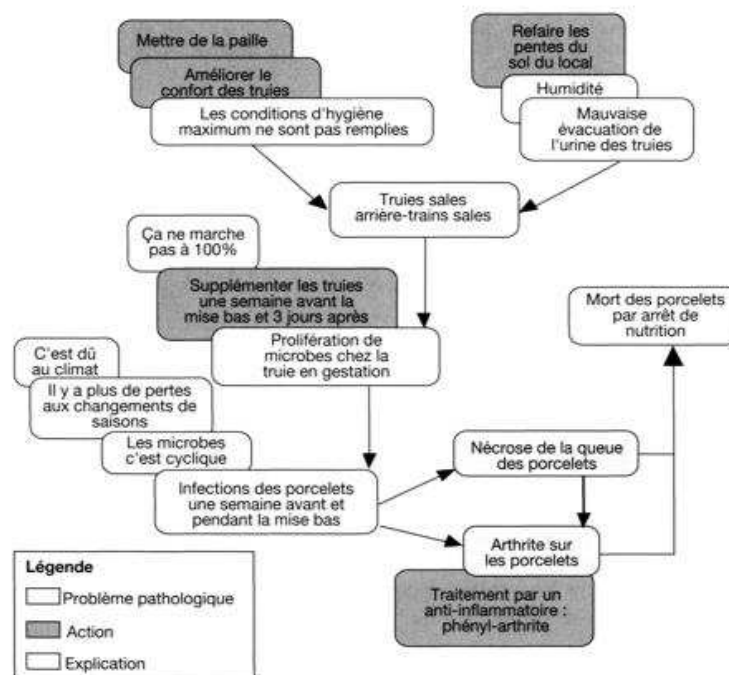 Mettre de la paille
Améliorer le
confort des truies
Les conditions d'hygiène
maximum ne sont pas remplies
Refaire les
pentes du
sol du local
Humidité
Mauvaise
évacuation de
l'urine des truies
Truies sales
arrière-trains sales
Ça ne marche
pas à 100%
Supplémenter les truies
une semaine avant la
mise bas et 3 jours après
Prolifération de
microbes chez la
truie en gestation
Mort des porcelets
par arrêt de
nutrition
C'est dû
au climat
Il y a plus de pertes
aux changements de
saisons
Les microbes
c'est cyclique
Infections des porcelets
une semaine avant et
pendant la mise bas
Nécrose de la queue
des porcelets
Arthrite sur
les porcelets
Traitement par un
anti-inflammatoire :
phényl-arthrite
Légende
Problème pathologique
Action
Explication